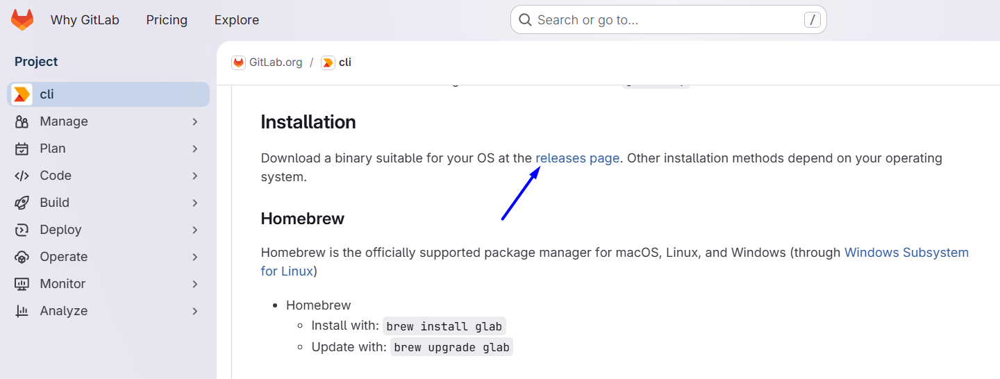 Why GitLab Pricing Explore Search or go to... /
Project
GitLab.org / cli
cli
Manage
Plan
Code
Build
Deploy
Operate
Monitor
Analyze
Installation
Download a binary suitable for your OS at the releases page. Other installation methods depend on your operating
system.
Homebrew
Homebrew is the officially supported package manager for macOS, Linux, and Windows (through Windows Subsystem
for Linux)
Homebrew
Install with: brew install glab
Update with: brew upgrade glab